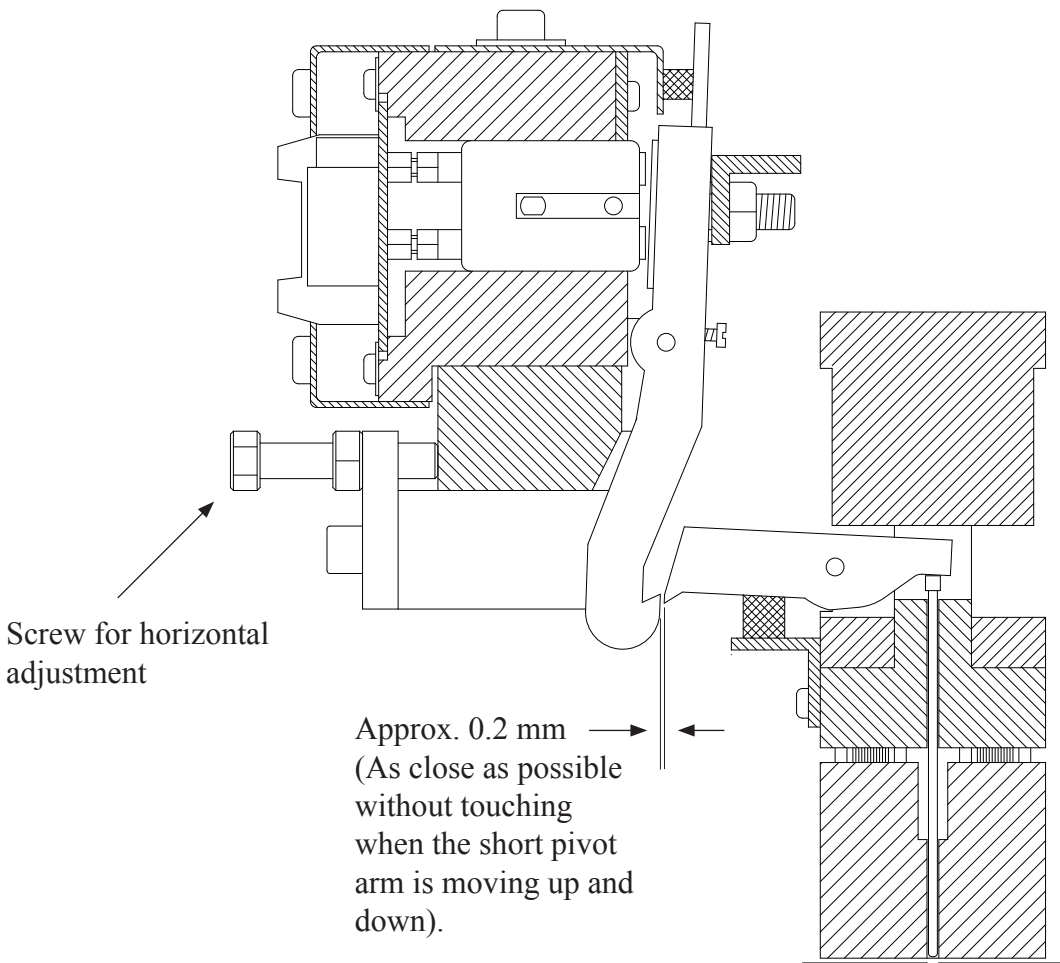 Screw for horizontal
adjustment
Approx. 0.2 mm
(As close as possible
without touching
when the short pivot
arm is moving up and
down).